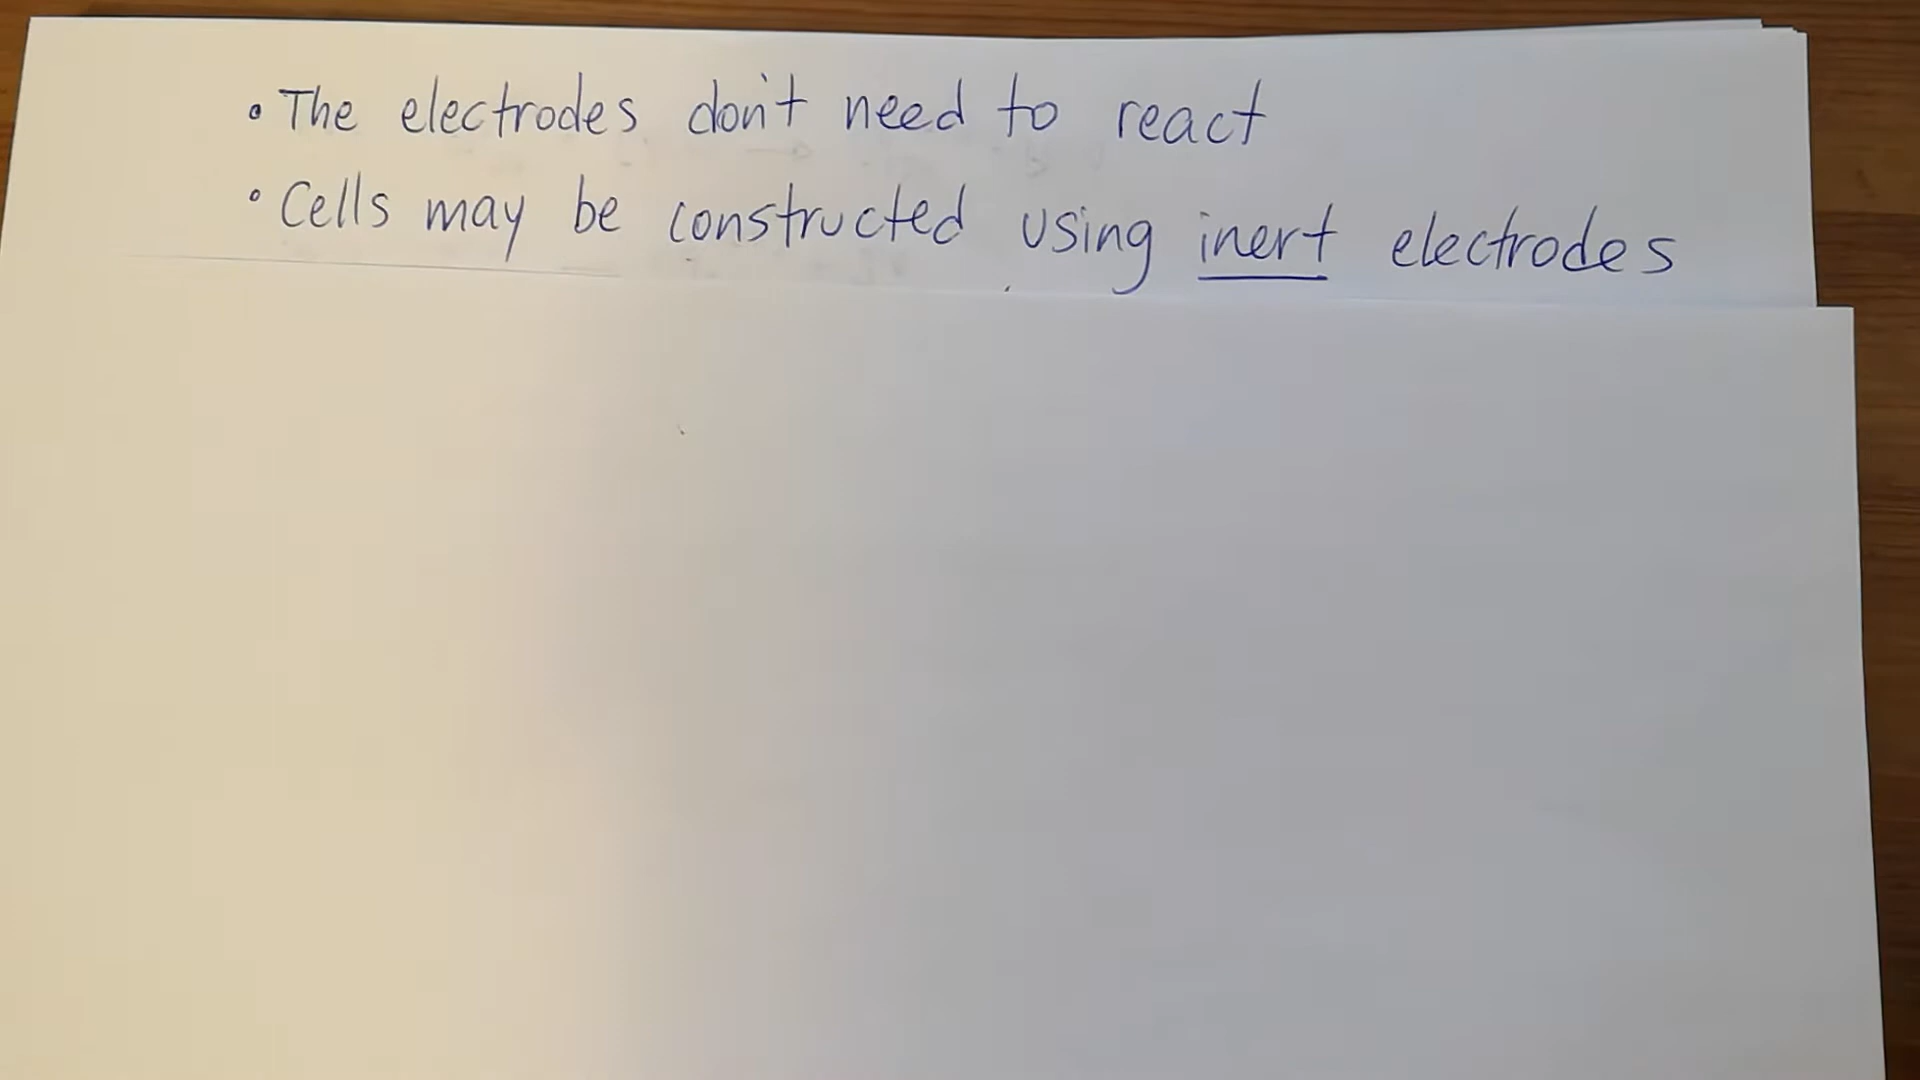 • The electrodes don't need to react
• Cells may be constructed using inert electrodes